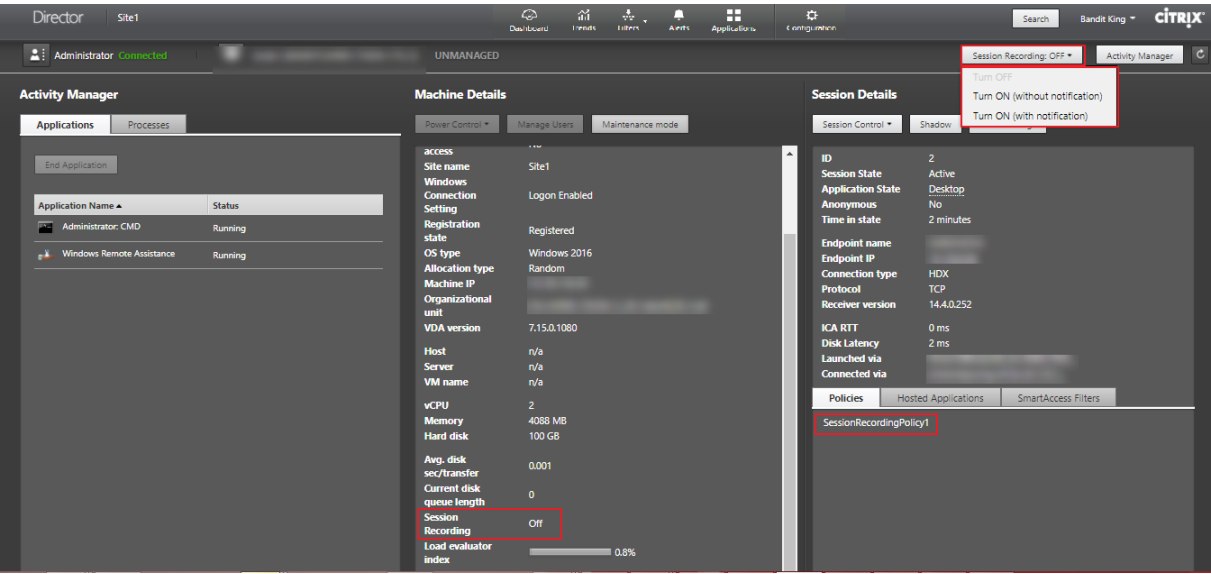 Director Site1
Dashboard Trends Filters Alerts Applications Configuration
Search Bandit King CİTRIX
Administrator Connected UNMANAGED
Session Recording: OFF Activity Manager
Turn OFF
Turn ON (without notification)
Turn ON (with notification)
Activity Manager
Applications Processes
End Application
Application Name Status
Administrator: CMD Running
Windows Remote Assistance Running
Machine Details
Power Control Manage Users Maintenance mode
access No
Site name Site1
Windows
Connection Logon Enabled
Setting
Registration
state Registered
OS type Windows 2016
Allocation type Random
Machine IP
Organizational
unit
VDA version 7.15.0.1080
Host n/a
Server n/a
VM name n/a
vCPU 2
Memory 4088 MB
Hard disk 100 GB
Avg. disk
sec/transfer 0.001
Current disk
queue length 0
Session
Recording Off
Load evaluator
index 0.8%
Session Details
Session Control Shadow
ID 2
Session State Active
Application State Desktop
Anonymous No
Time in state 2 minutes
Endpoint name
Endpoint IP
Connection type HDX
Protocol TCP
Receiver version 14.4.0.252
ICA RTT 0 ms
Disk Latency 2 ms
Launched via
Connected via
Policies Hosted Applications SmartAccess Filters
SessionRecordingPolicy1